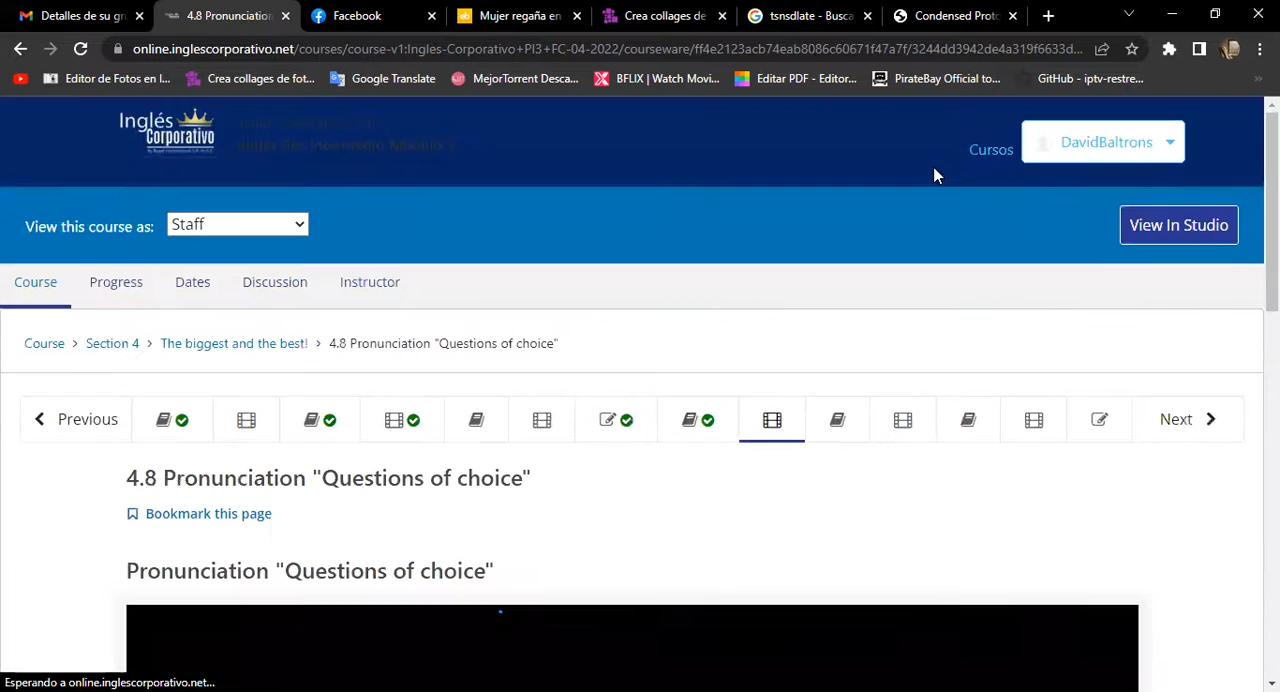 Detalles de su gr
4.8 Pronunciation
Facebook
Mujer regaña en
Crea collages de
tsnsdlate - Busca
Condensed Proto
online.inglescorporativo.net/courses/course-v1:Ingles-Corporativo+PI3+FC-04-2022/courseware/ff4e2123acb74eab8086c60671f47a7f/3244dd3942de4a319f6633d...
Editor de Fotos en l...
Crea collages de fot...
Google Translate
MejorTorrent Desca...
BFLIX | Watch Movi...
Editar PDF - Editor...
PirateBay Official to...
GitHub - iptv-restre...
Inglés
Corporativo
Cursos
DavidBaltrons
View this course as:
Staff
View In Studio
Course
Progress
Dates
Discussion
Instructor
Course > Section 4 > The biggest and the best! > 4.8 Pronunciation "Questions of choice"
Previous
Next
4.8 Pronunciation "Questions of choice"
Bookmark this page
Pronunciation "Questions of choice"
Esperando a online.inglescorporativo.net...